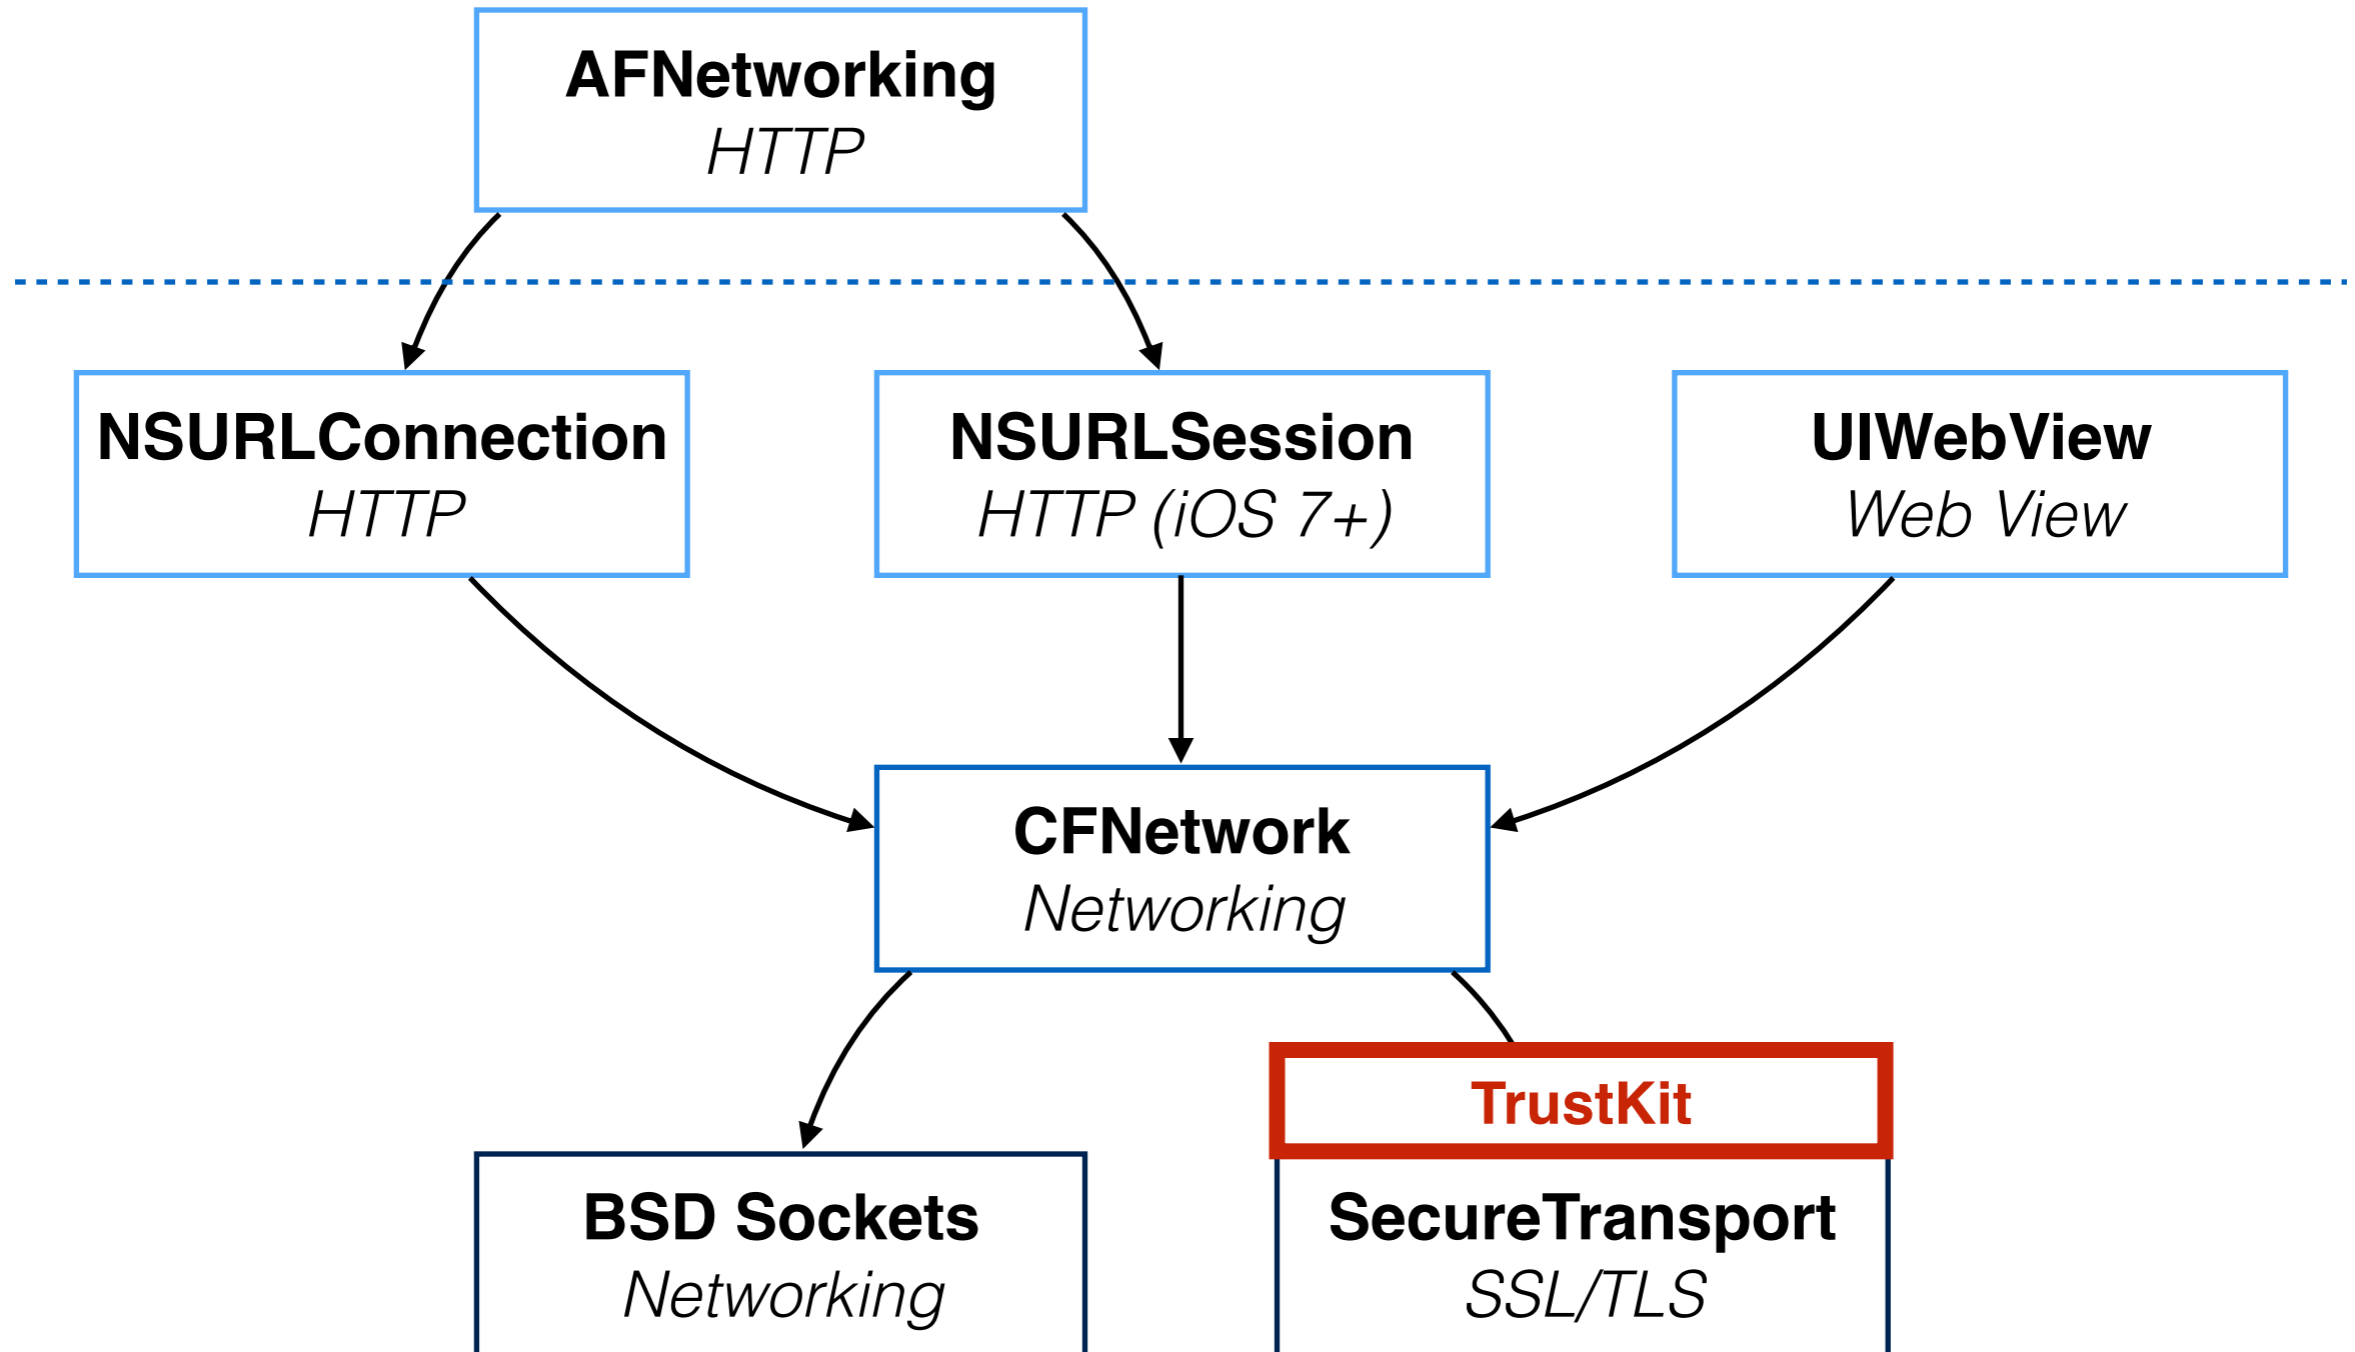 AFNetworking
HTTP
NSURLConnection
HTTP
NSURLSession
HTTP (iOS 7+)
UIWebView
Web View
CFNetwork
Networking
TrustKit
BSD Sockets
Networking
SecureTransport
SSL/TLS